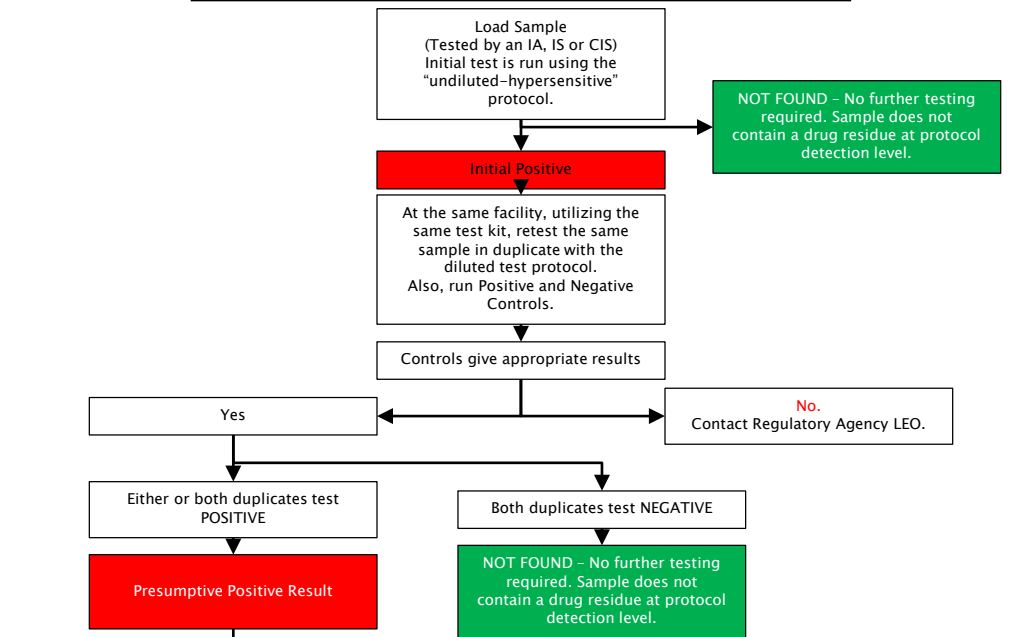 Load Sample
(Tested by an IA, IS or CIS)
Initial test is run using the
“undiluted-hypersensitive”
protocol.
NOT FOUND – No further testing
required. Sample does not
contain a drug residue at protocol
detection level.
Initial Positive
At the same facility, utilizing the
same test kit, retest the same
sample in duplicate with the
diluted test protocol.
Also, run Positive and Negative
Controls.
Controls give appropriate results
Yes
No.
Contact Regulatory Agency LEO.
Either or both duplicates test
POSITIVE
Both duplicates test NEGATIVE
Presumptive Positive Result
NOT FOUND – No further testing
required. Sample does not
contain a drug residue at protocol
detection level.